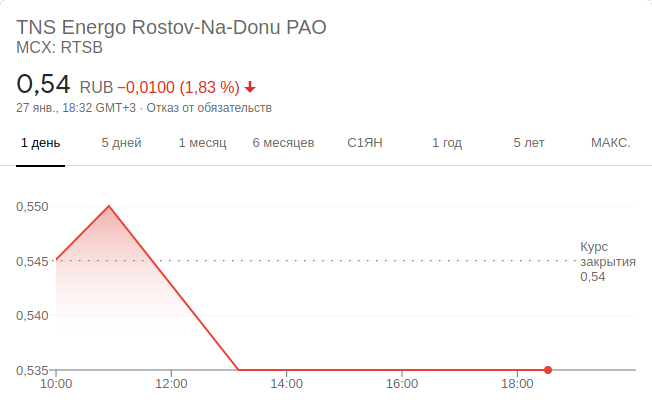 TNS Energo Rostov-Na-Donu PAO
MCX: RTSB
0,54 RUB −0,0100 (1,83 %)
27 янв., 18:32 GMT+3 · Отказ от обязательств
1 день 5 дней 1 месяц 6 месяцев С1ЯН 1 год 5 лет МАКС.
0,550
Курс
0,545 закрытия
0,54
0,540
0,535
10:00 12:00 14:00 16:00 18:00